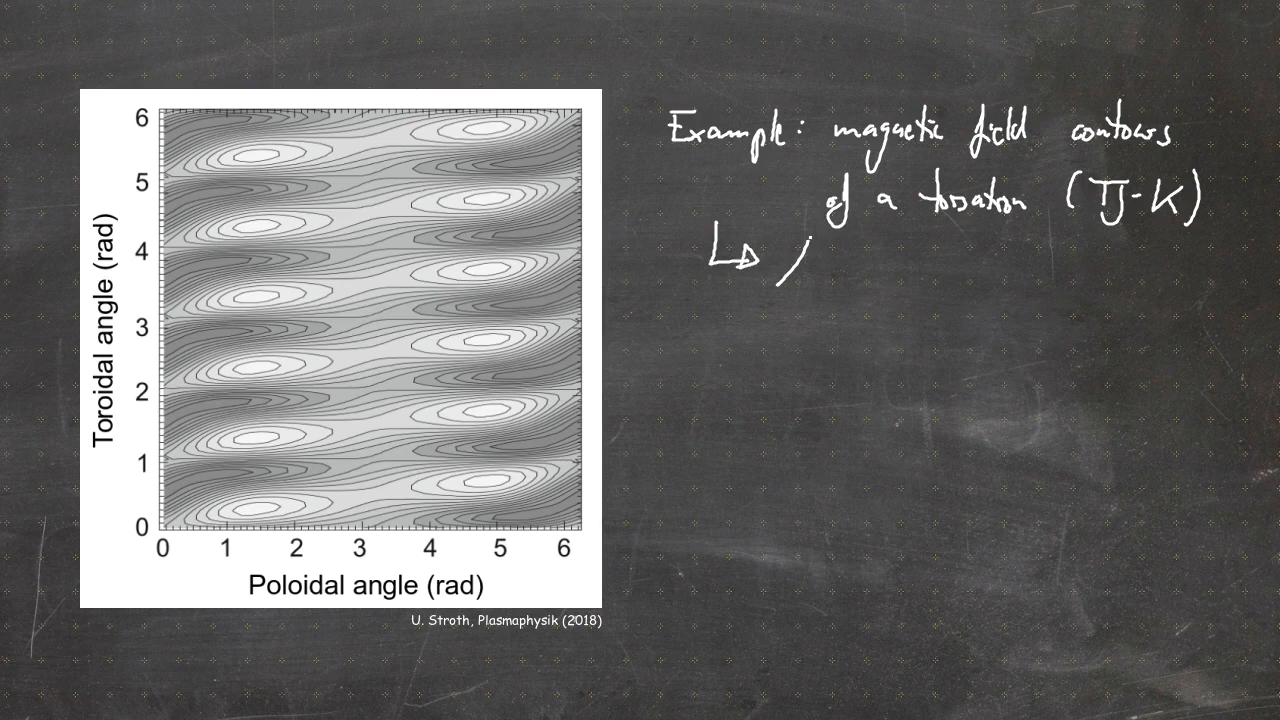 Example: magnetic field contours
of a torsatron (TJ-K)
Toroidal angle (rad)
6
5
4
3
2
1
0
0 1 2 3 4 5 6
Poloidal angle (rad)
U. Stroth, Plasmaphysik (2018)